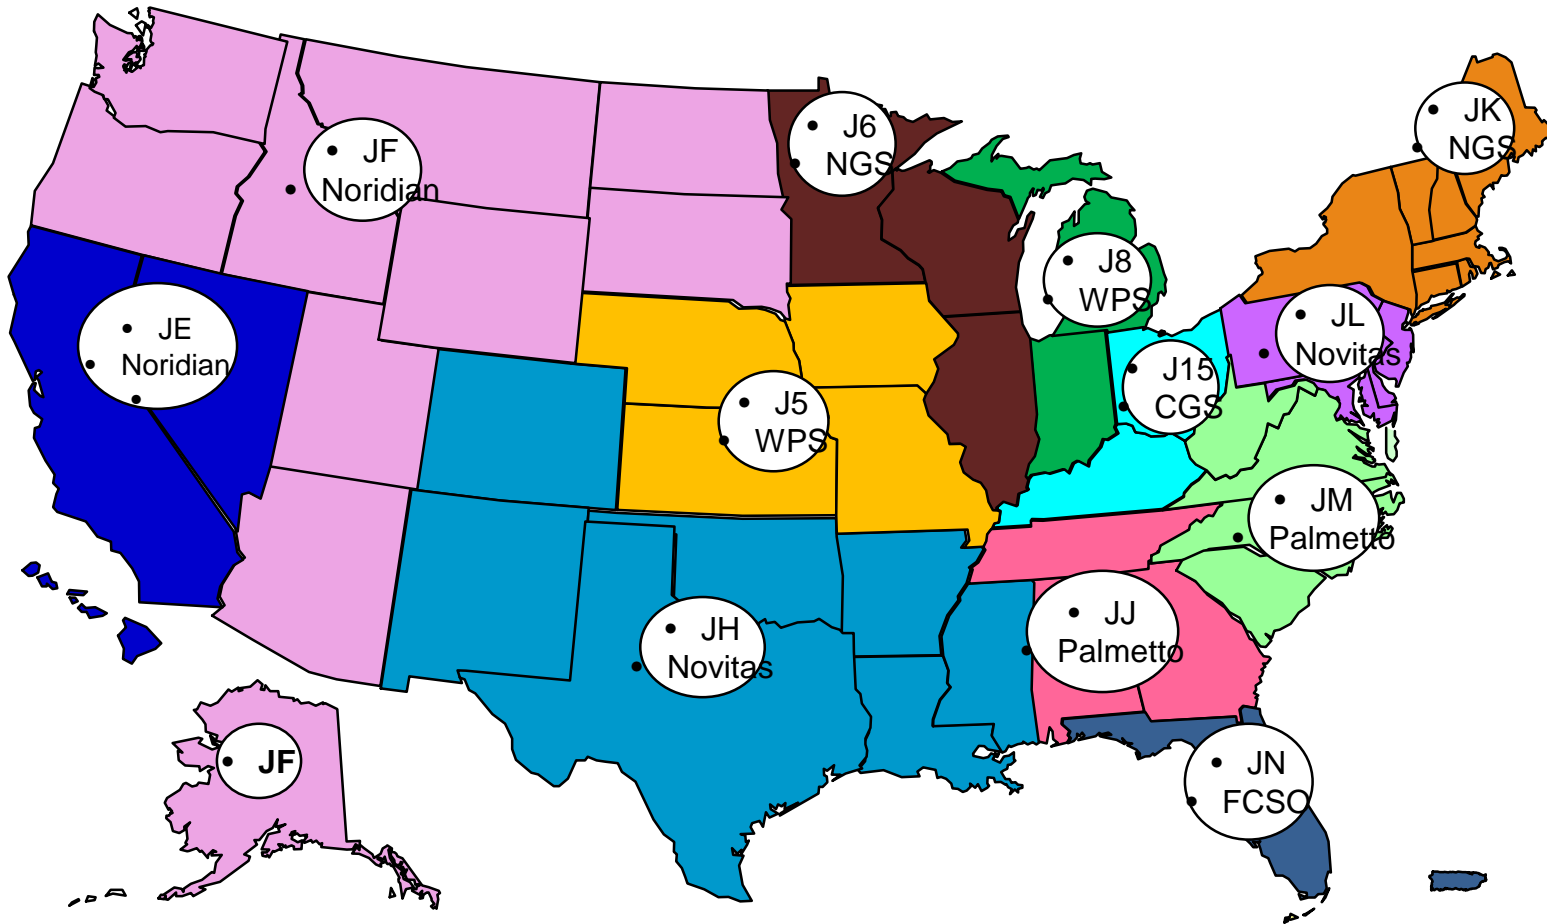 JF
Noridian
J6
NGS
JK
NGS
J8
WPS
JE
Noridian
JL
Novitas
J15
CGS
J5
WPS
JM
Palmetto
JH
Novitas
JJ
Palmetto
JF
JN
FCSO